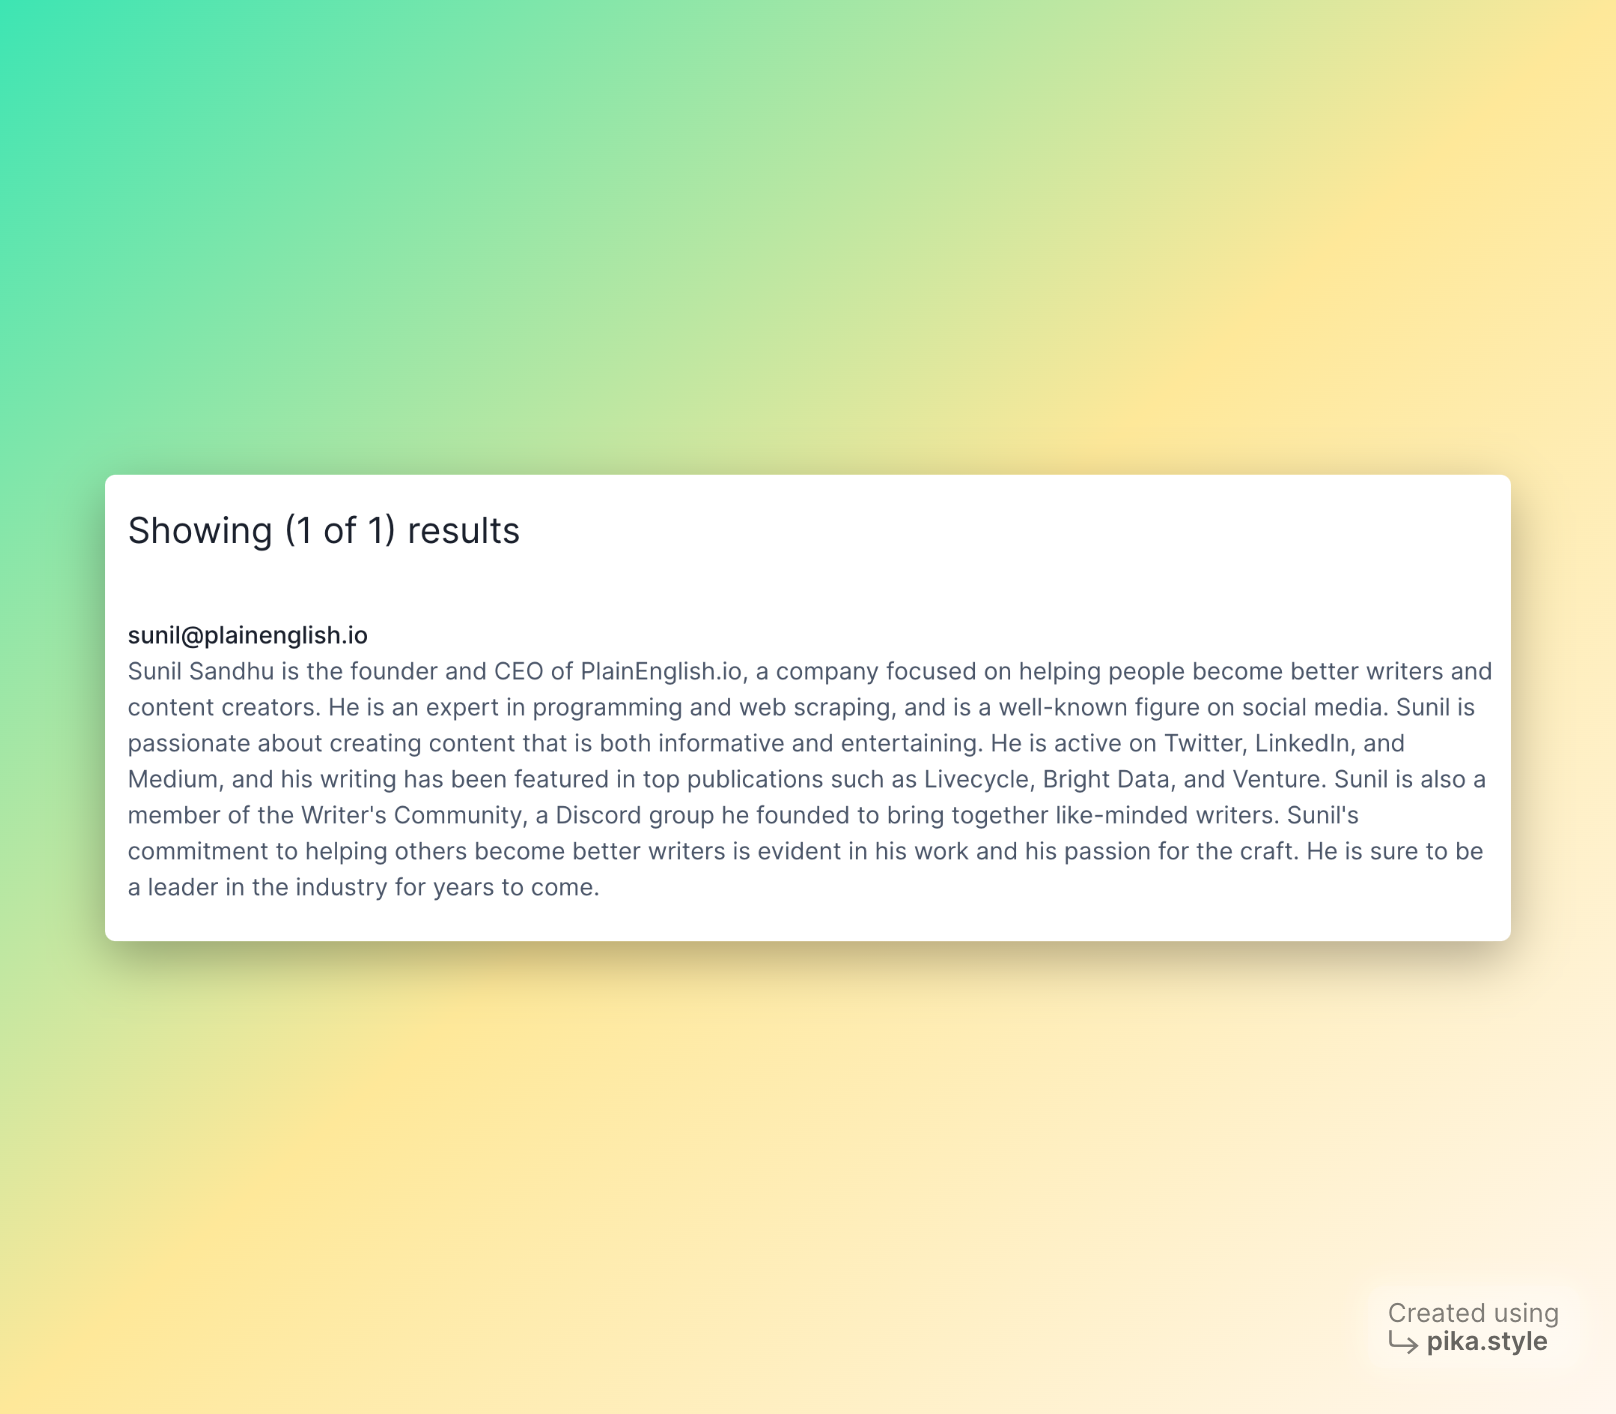 Showing (1 of 1) results
sunil@plainenglish.io
Sunil Sandhu is the founder and CEO of PlainEnglish.io, a company focused on helping people become better writers and
content creators. He is an expert in programming and web scraping, and is a well-known figure on social media. Sunil is
passionate about creating content that is both informative and entertaining. He is active on Twitter, LinkedIn, and
Medium, and his writing has been featured in top publications such as Livecycle, Bright Data, and Venture. Sunil is also a
member of the Writer's Community, a Discord group he founded to bring together like-minded writers. Sunil's
commitment to helping others become better writers is evident in his work and his passion for the craft. He is sure to be
a leader in the industry for years to come.
Created using
pika.style